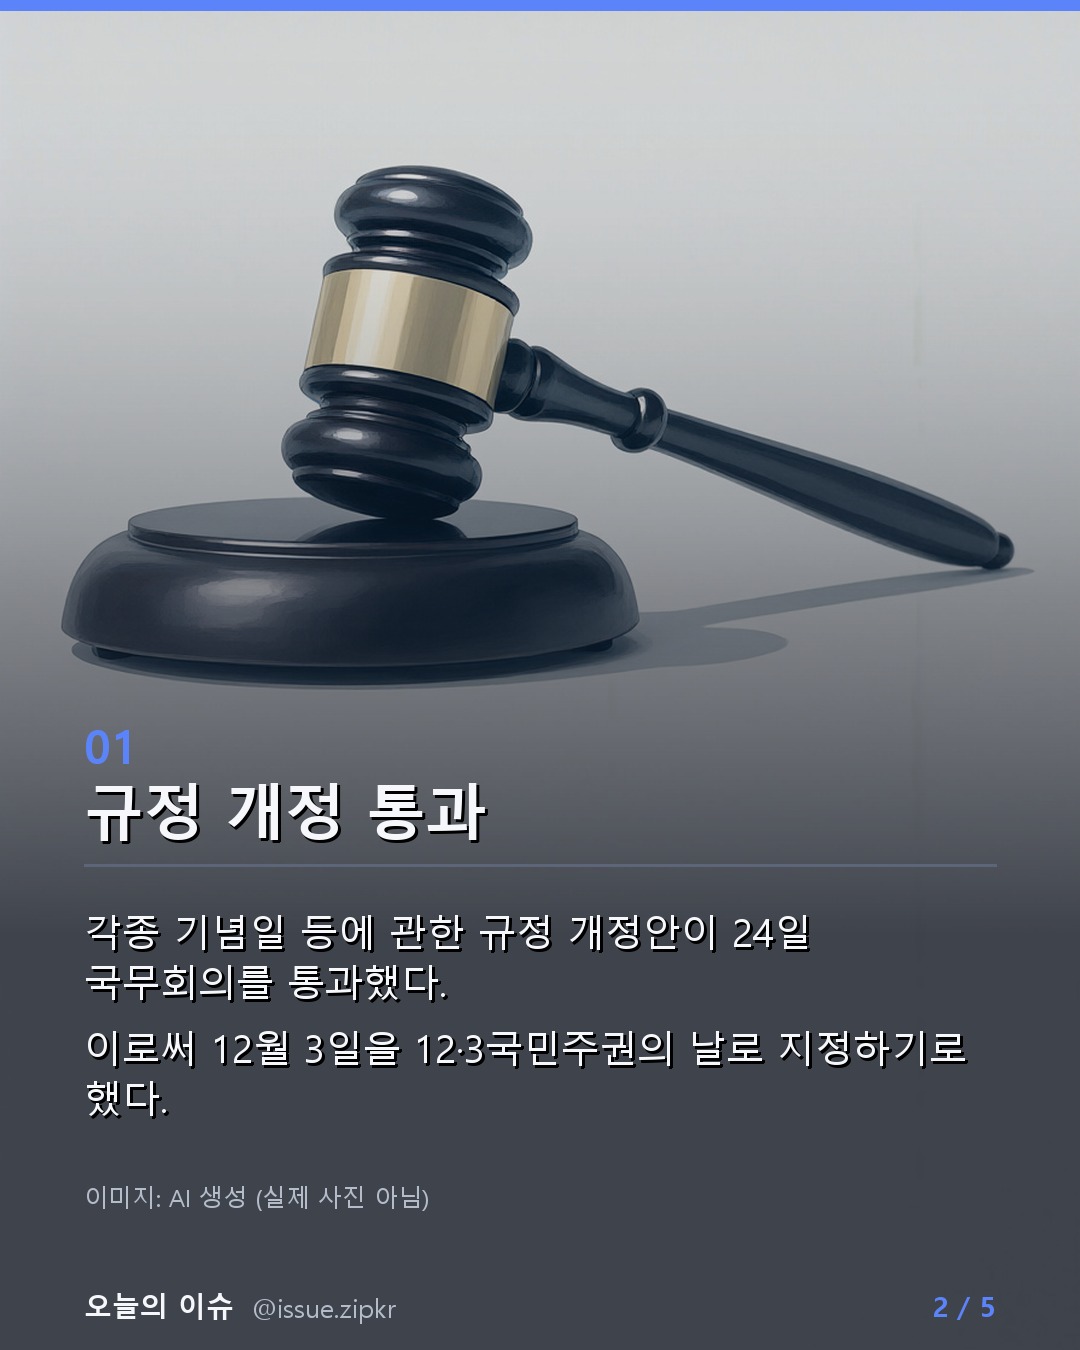 01
규정 개정 통과
각종 기념일 등에 관한 규정 개정안이 24일
국무회의를 통과했다.
이로써 12월 3일을 12·3국민주권의 날로 지정하기로
했다.
이미지: AI 생성 (실제 사진 아님)
오늘의 이슈 @issue.zipkr
2 / 5